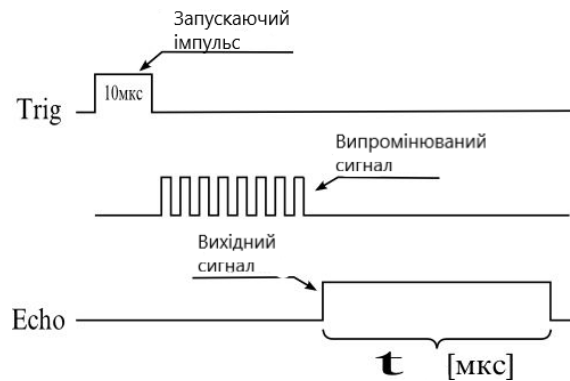 Запускаючий
імпульс
10мкс
Trig
Випромінюваний
сигнал
Вихідний
сигнал
Echo
t [мкс]